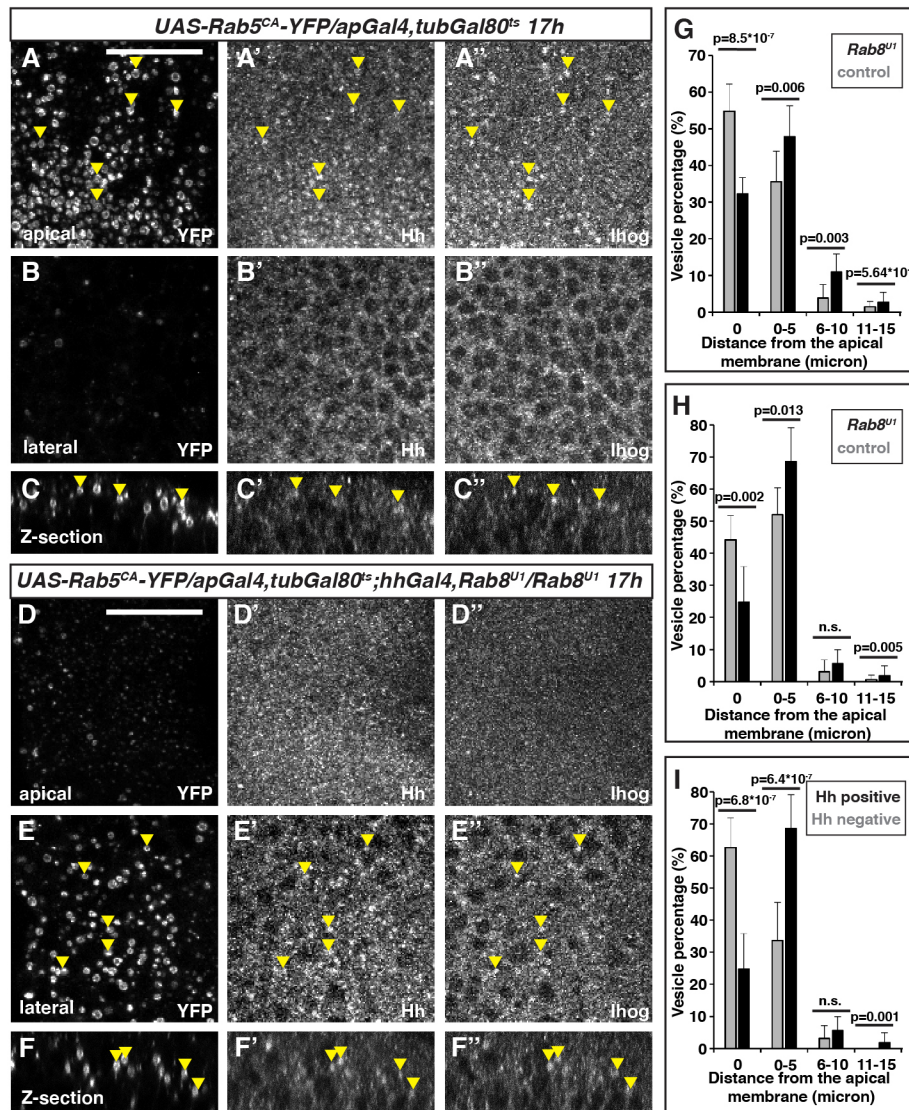 UAS-Rab5ᶜᴬ-YFP/apGal4,tubGal80ᵗˢ 17h
A
apical
YFP
A'
Hh
A"
Ihog
B
lateral
YFP
B'
Hh
B"
Ihog
C
Z-section
C'
C"
UAS-Rab5ᶜᴬ-YFP/apGal4,tubGal80ᵗˢ;hhGal4,Rab8ᵁ¹/Rab8ᵁ¹ 17h
D
apical
YFP
D'
Hh
D"
Ihog
E
lateral
YFP
E'
Hh
E"
Ihog
F
Z-section
F'
F"
G
Rab8ᵁ¹
control
p=8.5*10⁻⁷
p=0.006
p=0.003
p=5.64*10
Vesicle percentage (%)
70
60
50
40
30
20
10
0
0 0-5 6-10 11-15
Distance from the apical
membrane (micron)
H
Rab8ᵁ¹
control
p=0.002
p=0.013
n.s.
p=0.005
Vesicle percentage (%)
80
70
60
50
40
30
20
10
0
0 0-5 6-10 11-15
Distance from the apical
membrane (micron)
I
Hh positive
Hh negative
p=6.8*10⁻⁷
p=6.4*10⁻⁷
n.s.
p=0.001
Vesicle percentage (%)
80
70
60
50
40
30
20
10
0
0 0-5 6-10 11-15
Distance from the apical
membrane (micron)